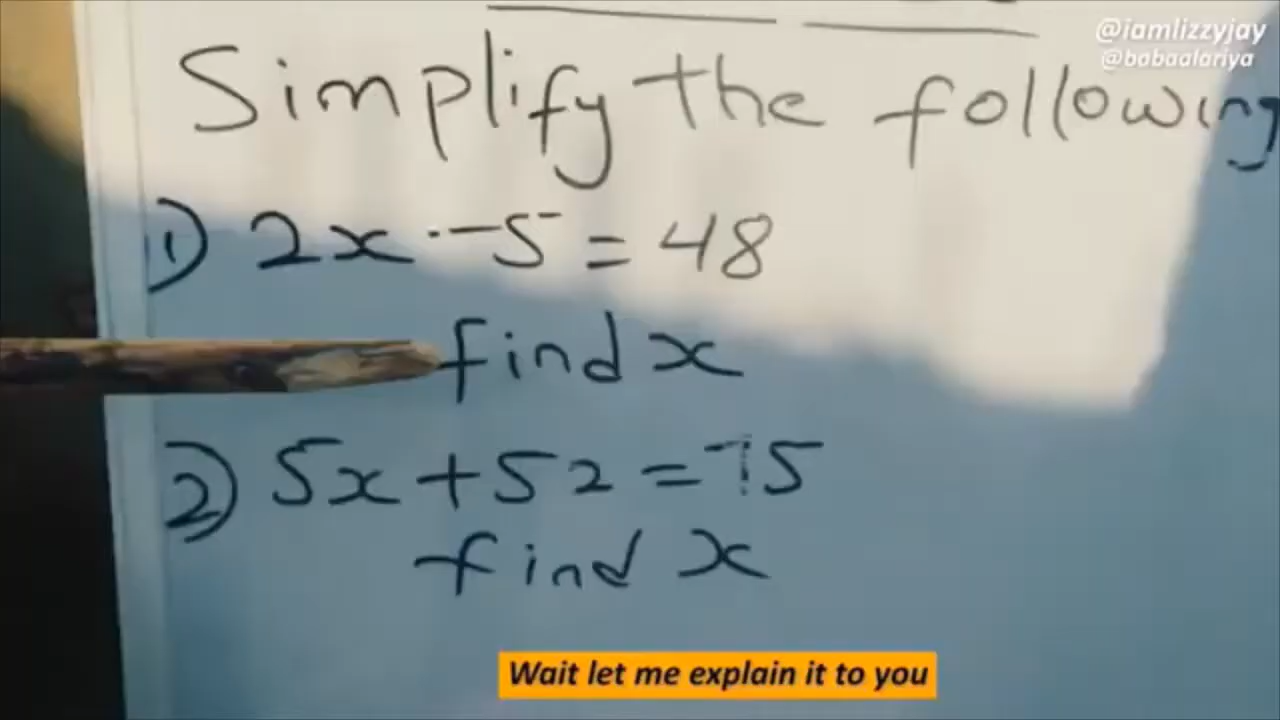 @iamlizzyjay
@babaalariya
Simplify the following
1) 2x - 5 = 48
find x
2) 5x + 52 = 75
find x
Wait let me explain it to you